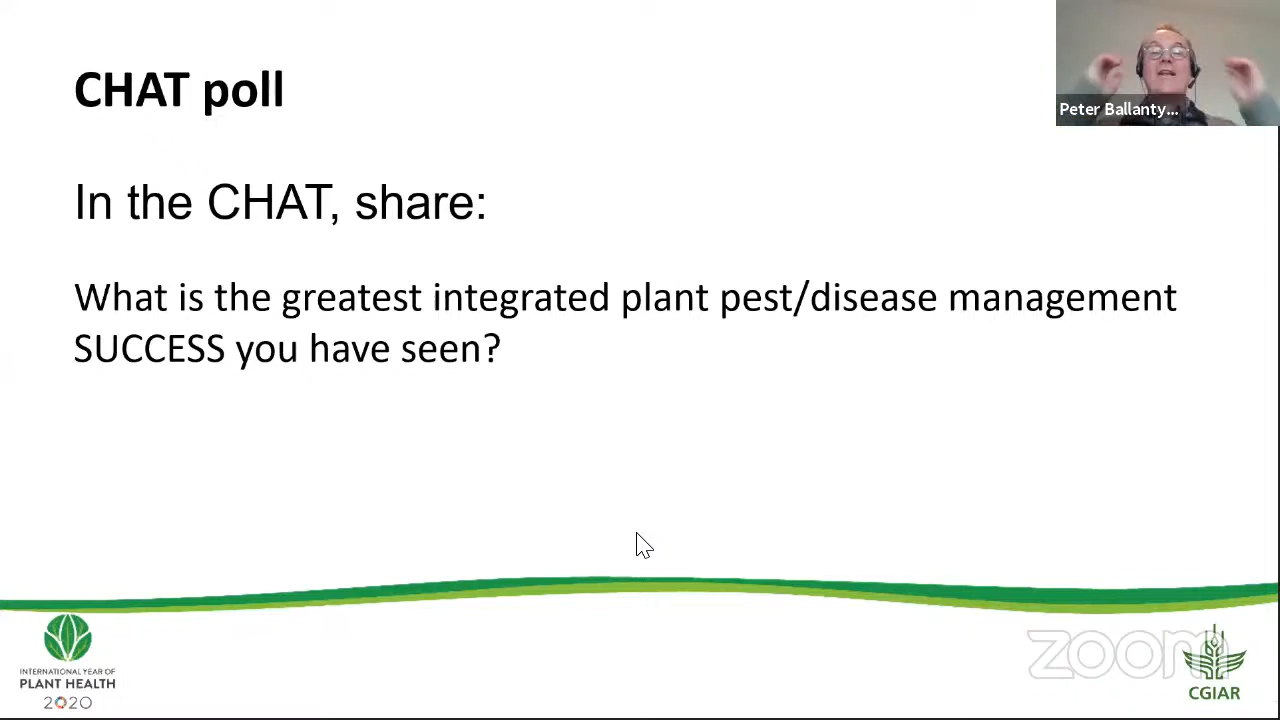 CHAT poll
Peter Ballanty...
In the CHAT, share:
What is the greatest integrated plant pest/disease management
SUCCESS you have seen?
INTERNATIONAL YEAR OF
PLANT HEALTH
2020
zoom
CGIAR